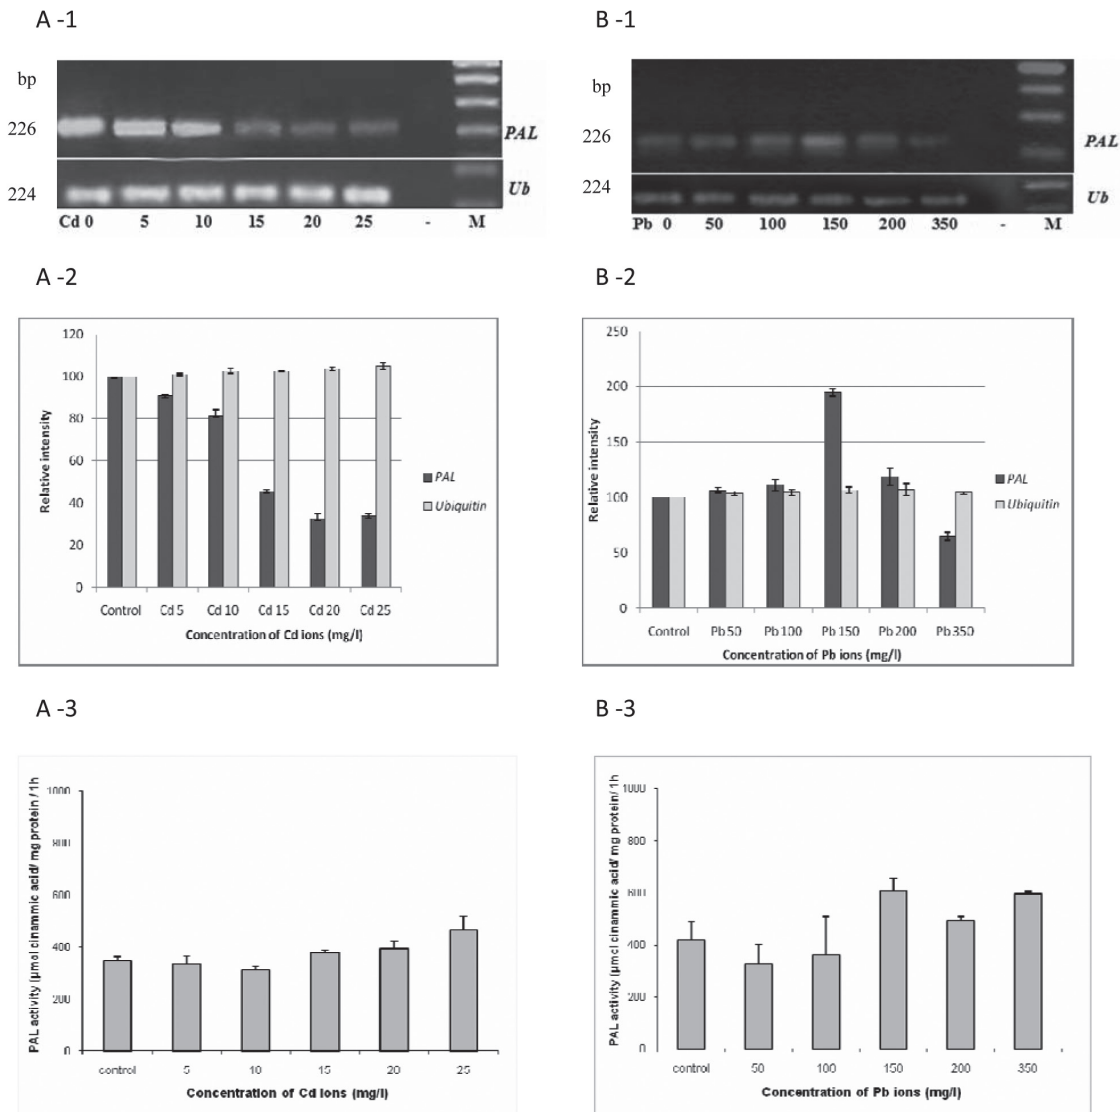 A -1
bp
226
PAL
224
Ub
Cd 0 5 10 15 20 25 - M
B -1
bp
226
PAL
224
Ub
Pb 0 50 100 150 200 350 - M
A -2
120
100
80
60
40
20
0
Relative intensity
PAL
Ubiquitin
Control Cd 5 Cd 10 Cd 15 Cd 20 Cd 25
Concentration of Cd ions (mg/l)
B -2
250
200
150
100
50
0
Relative intensity
PAL
Ubiquitin
Control Pb 50 Pb 100 Pb 150 Pb 200 Pb 350
Concentration of Pb ions (mg/l)
A -3
PAL activity (µmol cinammic acid/ mg protein / 1h
1000
800
600
400
200
0
control 5 10 15 20 25
Concentration of Cd ions (mg/l)
B -3
PAL activity (µmol cinammic acid/ mg protein/ 1h
1000
800
600
400
200
0
control 50 100 150 200 350
Concentration of Pb ions (mg/l)